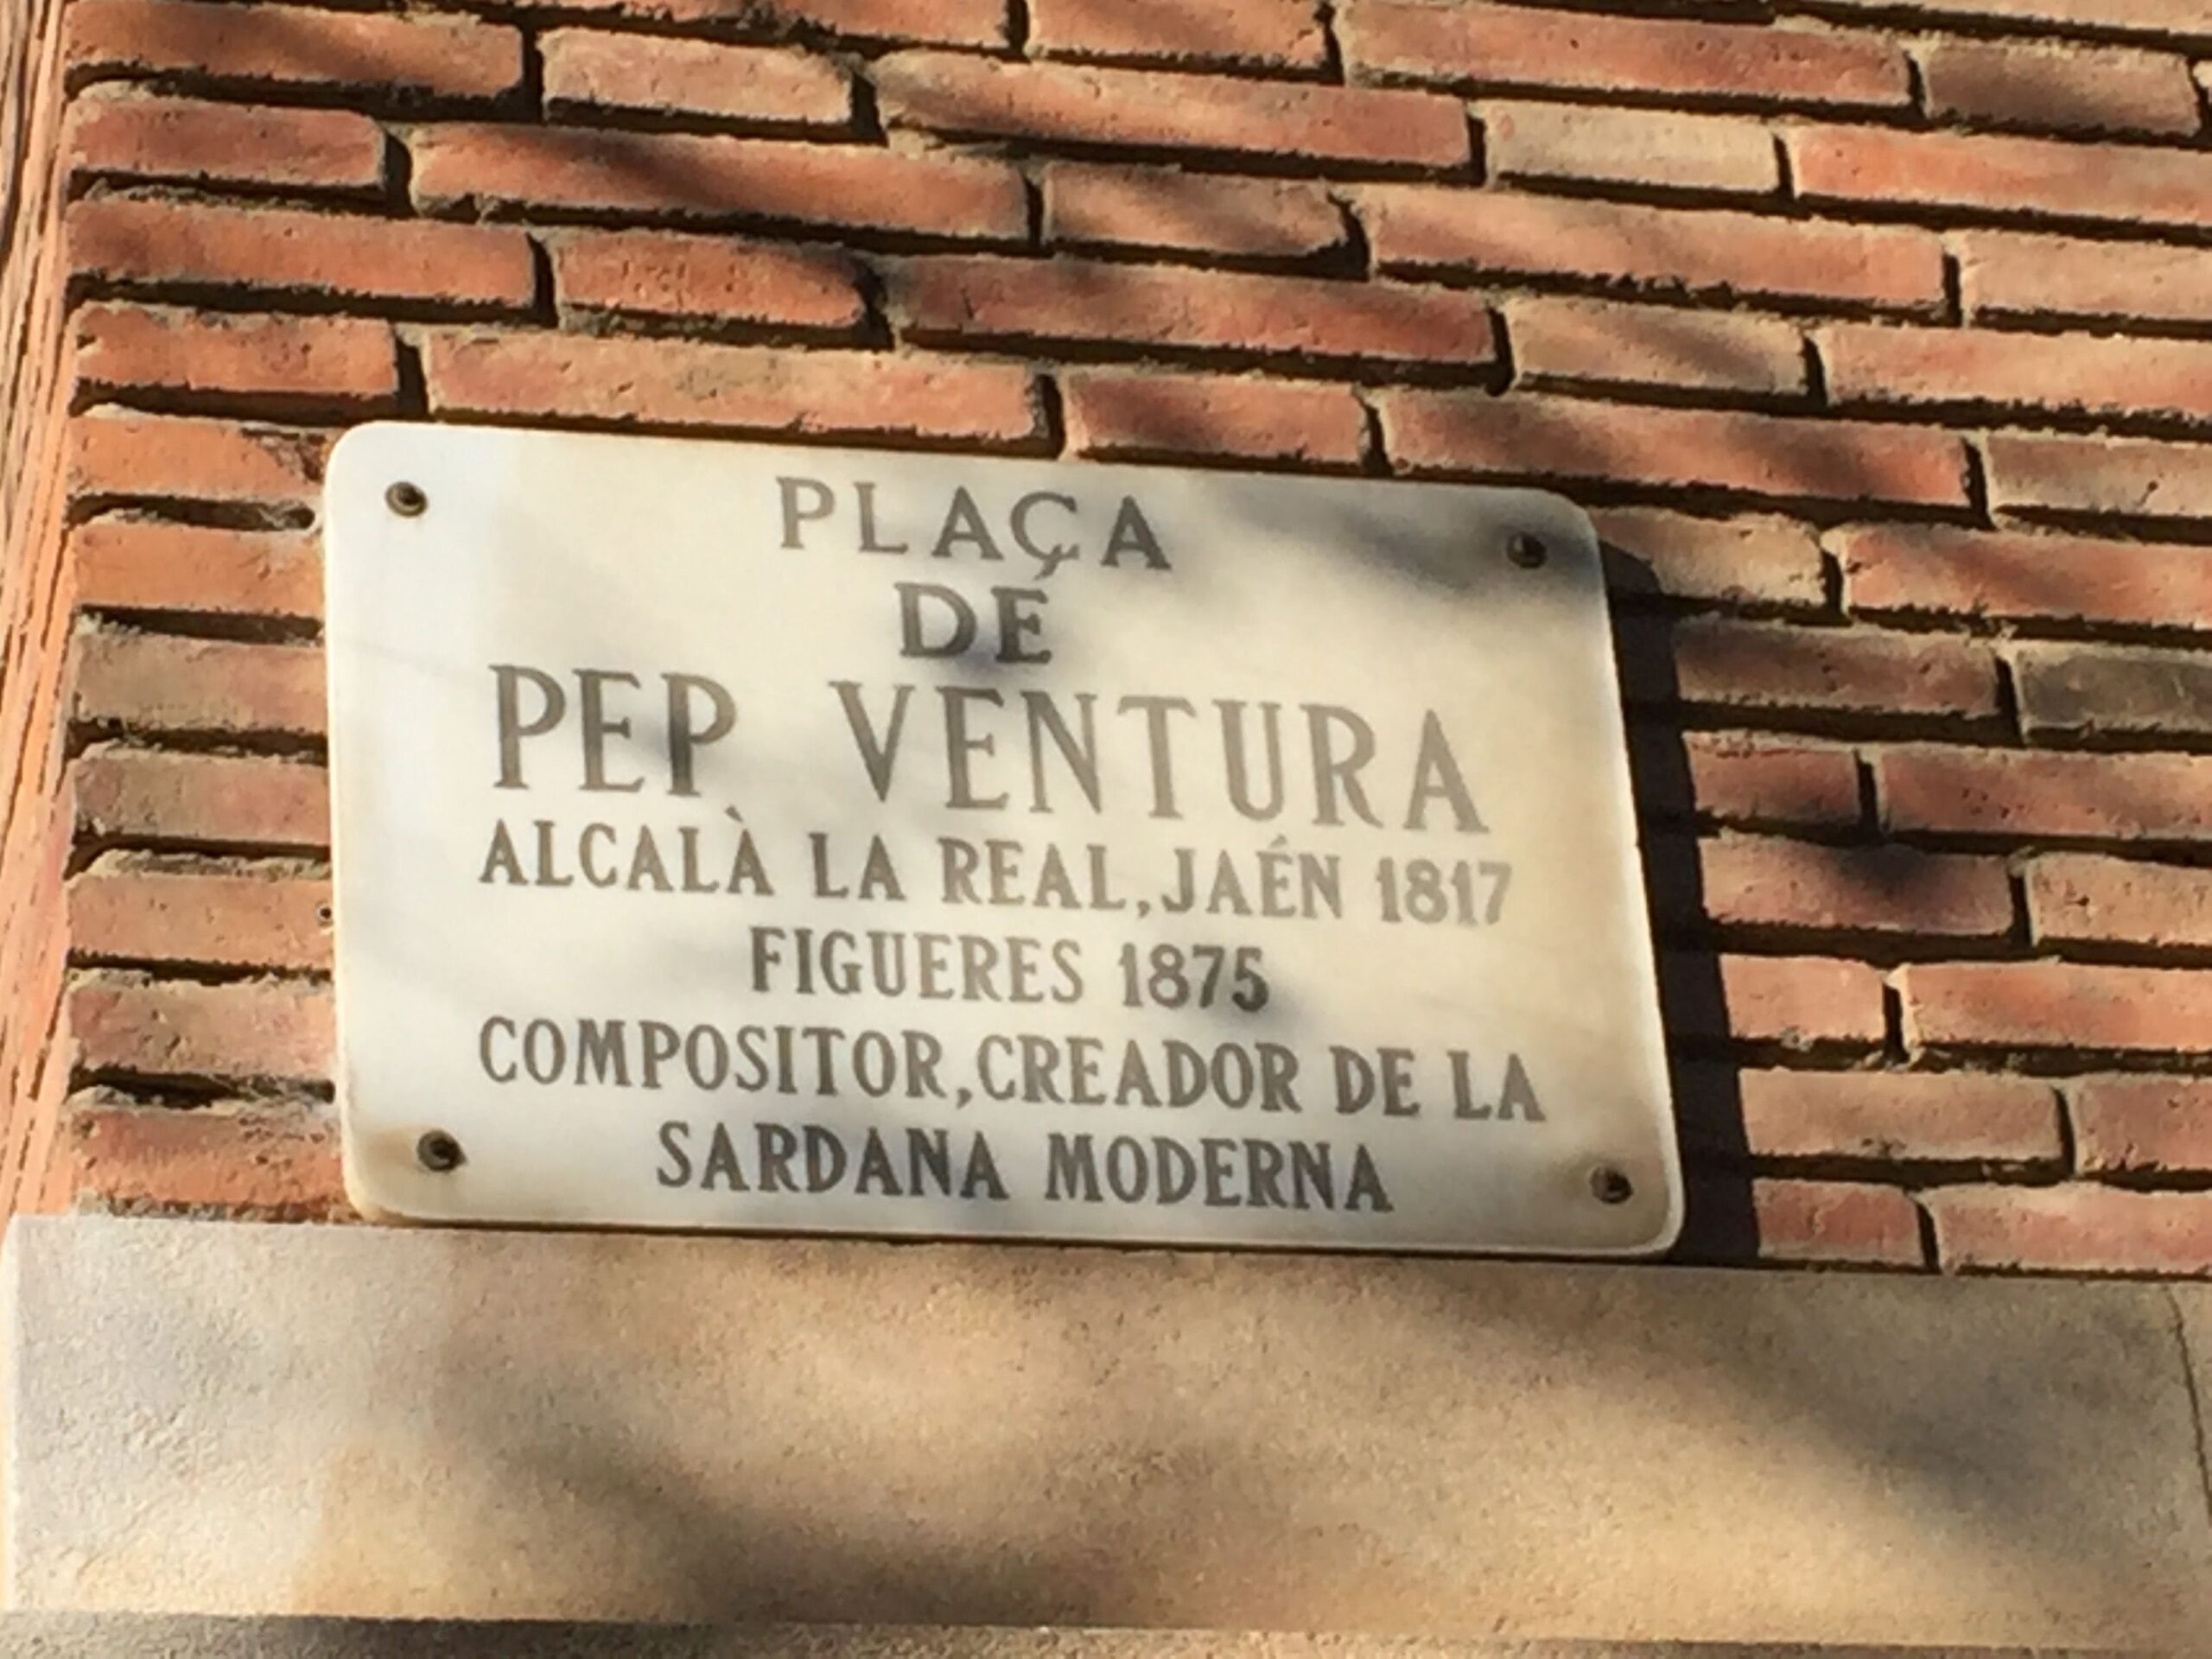 PLAÇA
DE
PEP VENTURA
ALCALÀ LA REAL, JAÉN 1817
FIGUERES 1875
COMPOSITOR, CREADOR DE LA
SARDANA MODERNA